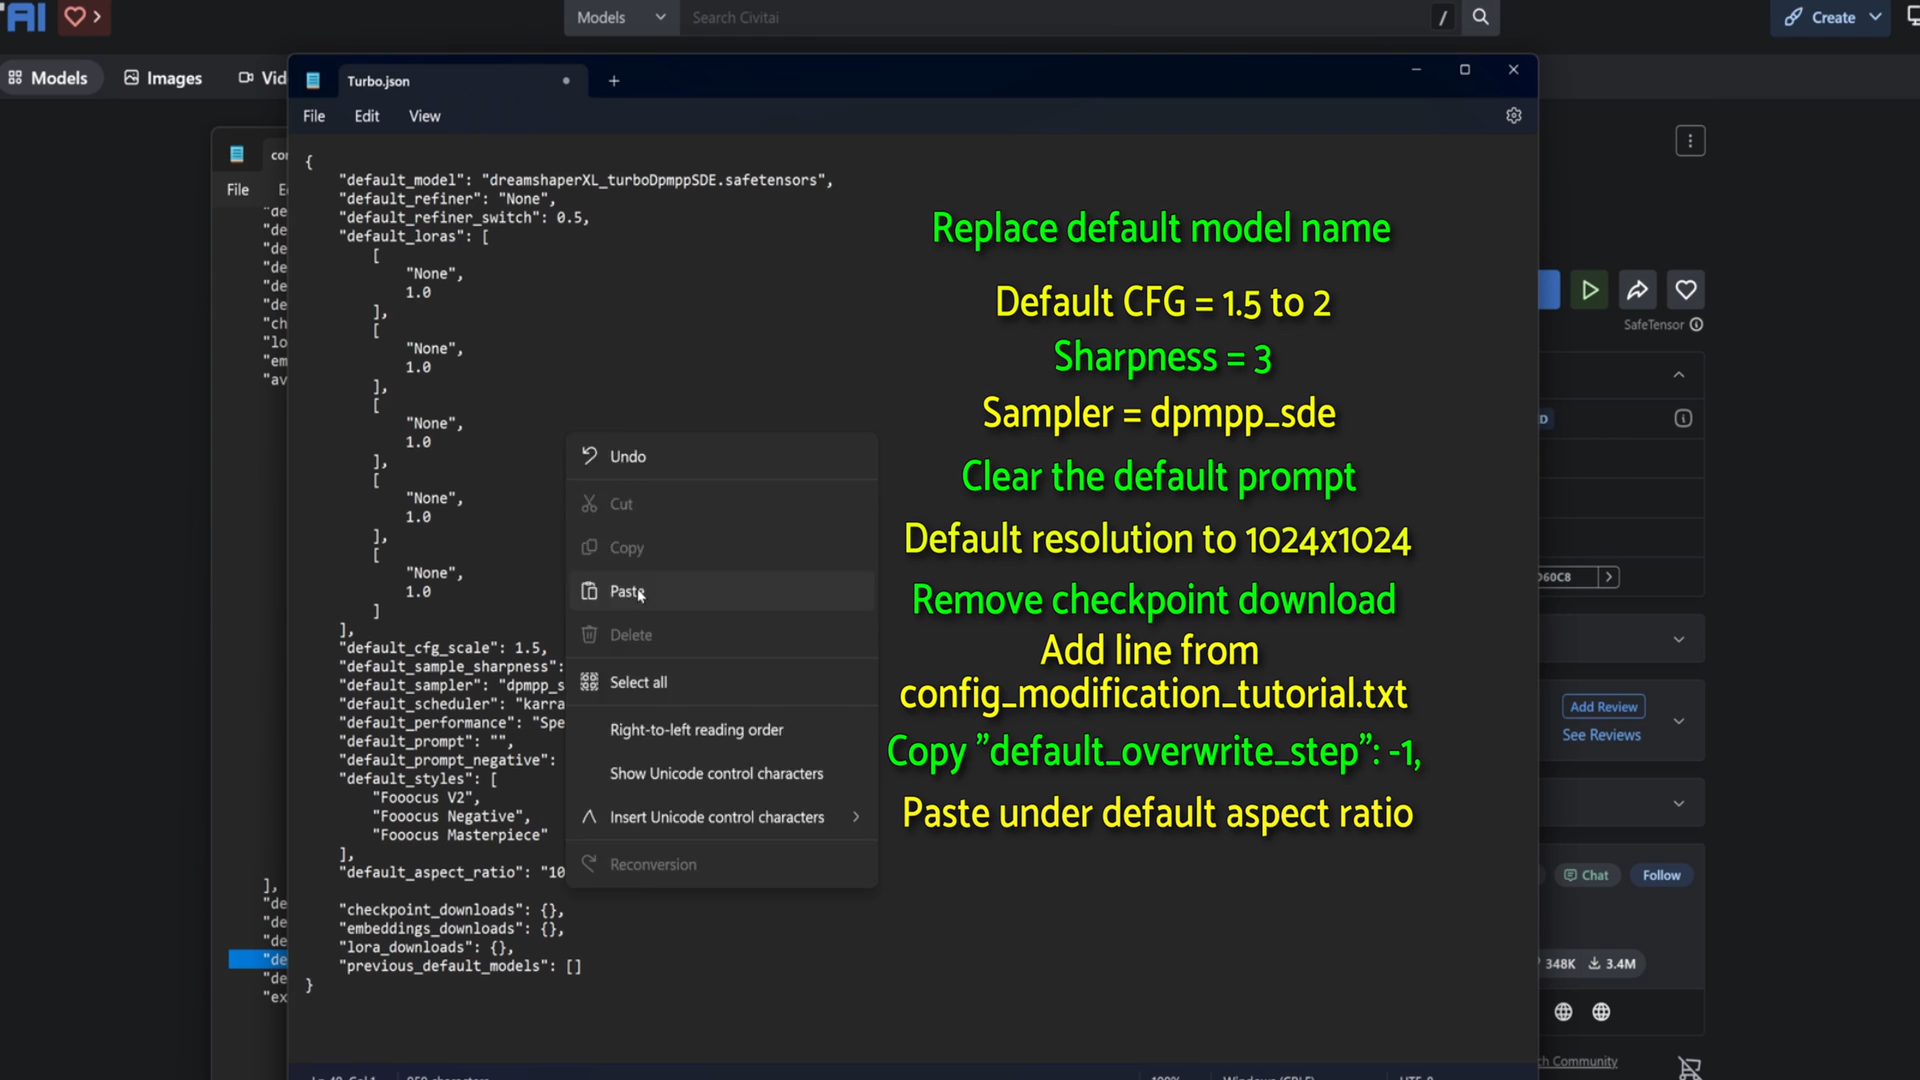 AI
Models
Search Civitai
/
Create
Models
Images
Turbo.json
File
Edit
View
File
{
"default_model": "dreamshaperXL_turboDpmppSDE.safetensors",
"default_refiner": "None",
"default_refiner_switch": 0.5,
"default_loras": [
[
"None",
1.0
],
[
"None",
1.0
],
[
"None",
1.0
],
[
"None",
1.0
],
[
"None",
1.0
]
],
"default_cfg_scale": 1.5,
"default_sample_sharpness":
"default_sampler": "dpmpp_s
"default_scheduler": "karra
"default_performance": "Spe
"default_prompt": "",
"default_prompt_negative":
"default_styles": [
"Fooocus V2",
"Fooocus Negative",
"Fooocus Masterpiece"
],
"default_aspect_ratio": "10
"checkpoint_downloads": {},
"embeddings_downloads": {},
"lora_downloads": {},
"previous_default_models": []
}
Undo
Cut
Copy
Paste
Delete
Select all
Right-to-left reading order
Show Unicode control characters
Insert Unicode control characters
Reconversion
Replace default model name
Default CFG = 1.5 to 2
Sharpness = 3
Sampler = dpmpp_sde
Clear the default prompt
Default resolution to 1024x1024
Remove checkpoint download
Add line from
config_modification_tutorial.txt
Copy "default_overwrite_step": -1,
Paste under default aspect ratio
SafeTensor
Add Review
See Reviews
Chat
Follow
348K
3.4M
Community